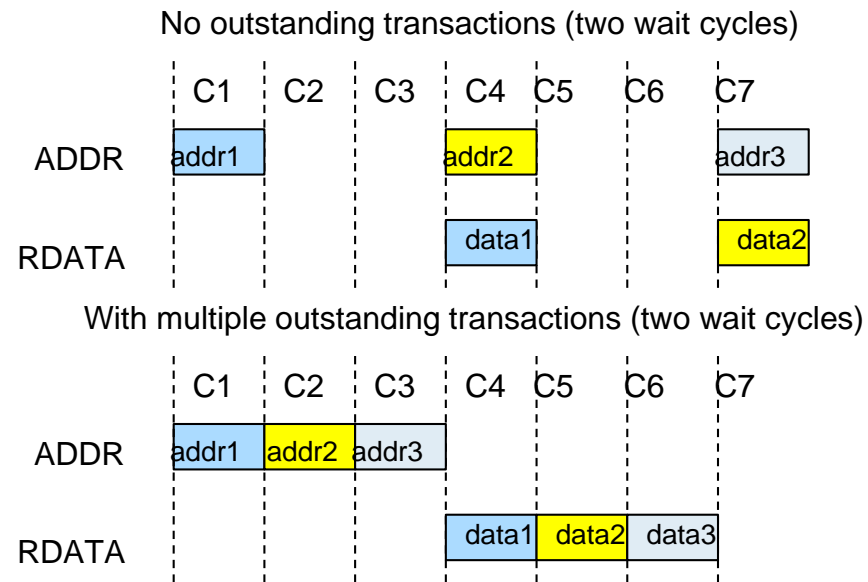 No outstanding transactions (two wait cycles)
C1 C2 C3 C4 C5 C6 C7
ADDR addr1 addr2 addr3
RDATA data1 data2
With multiple outstanding transactions (two wait cycles)
C1 C2 C3 C4 C5 C6 C7
ADDR addr1 addr2 addr3
RDATA data1 data2 data3